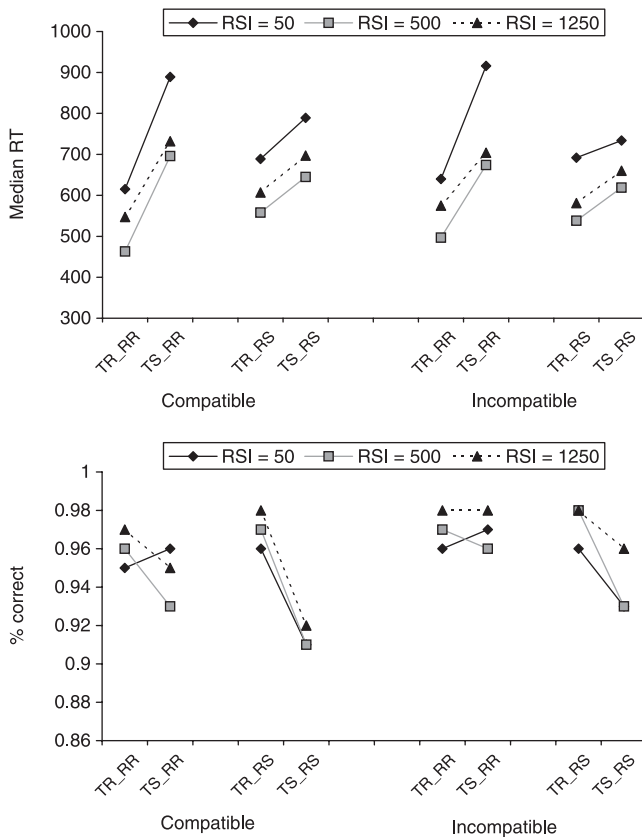 RSI = 50 RSI = 500 RSI = 1250
1000
900
800
700
600
500
400
300
Median RT
TR_RR TS_RR TR_RS TS_RS TR_RR TS_RR TR_RS TS_RS
Compatible Incompatible
RSI = 50 RSI = 500 RSI = 1250
1
0.98
0.96
0.94
0.92
0.9
0.88
0.86
% correct
TR_RR TS_RR TR_RS TS_RS TR_RR TS_RR TR_RS TS_RS
Compatible Incompatible